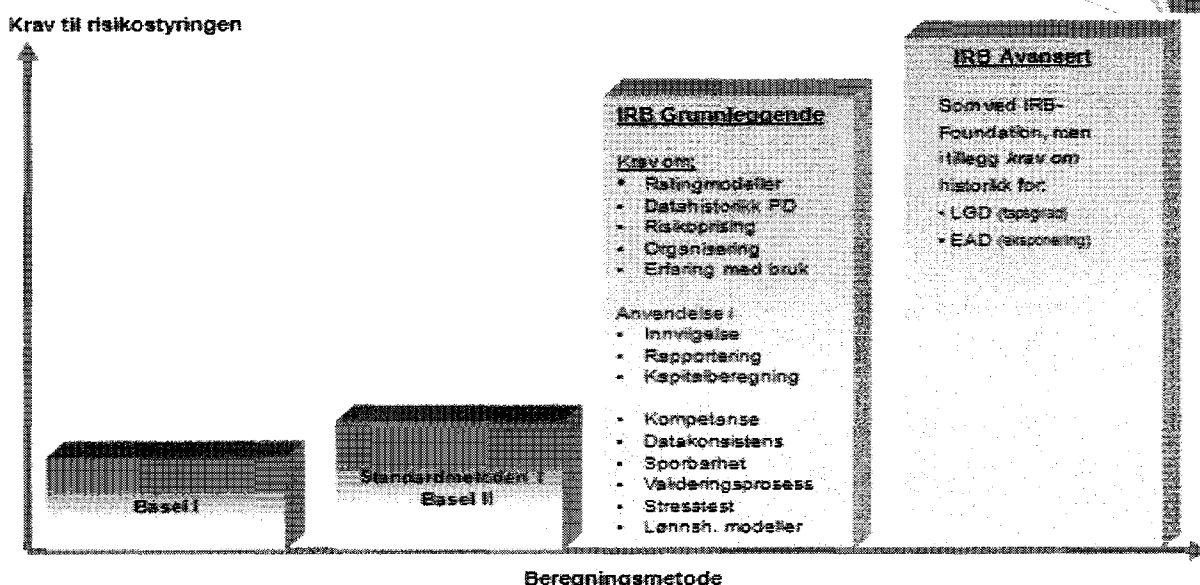 Krav til risikostyringen
IRB Avansert
Som ved IRB-
Foundation, men
i tillegg krav om
historikk for:
- LGD (tapsgrad)
- EAD (eksponering)
IRB Grunnleggende
Krav om:
• Ratingmodeller
• Datahistorikk PD
• Risikoprising
• Organisering
• Erfaring med bruk
Anvendelse i
• Innvilgelse
• Rapportering
• Kapitalberegning
• Kompetanse
• Datakonsistens
• Sporbarhet
• Valideringsprosess
• Stresstest
• Lønnsh. modeller
Standardmetoden i
Basel II
Basel I
Beregningsmetode